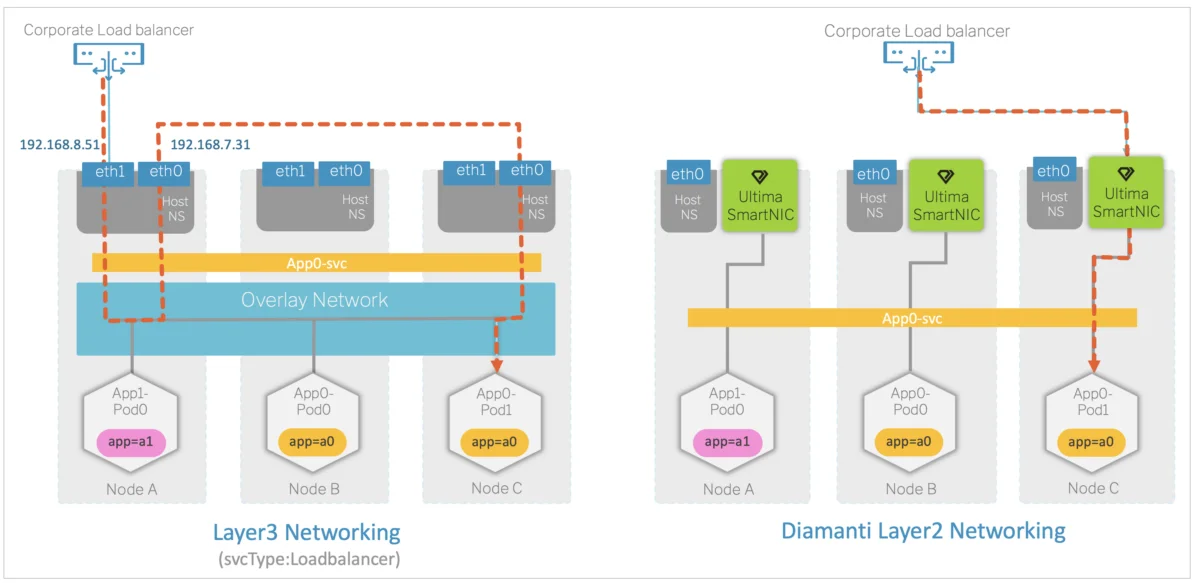 Corporate Load balancer
192.168.8.51
192.168.7.31
eth1
eth0
Host
NS
eth1
eth0
Host
NS
eth1
eth0
Host
NS
App0-svc
Overlay Network
App1-
Pod0
app=a1
Node A
App0-
Pod0
app=a0
Node B
App0-
Pod1
app=a0
Node C
Layer3 Networking
(svcType:Loadbalancer)
Corporate Load balancer
eth0
Host
NS
Ultima
SmartNIC
eth0
Host
NS
Ultima
SmartNIC
eth0
Host
NS
Ultima
SmartNIC
App0-svc
App1-
Pod0
app=a1
Node A
App0-
Pod0
app=a0
Node B
App0-
Pod1
app=a0
Node C
Diamanti Layer2 Networking